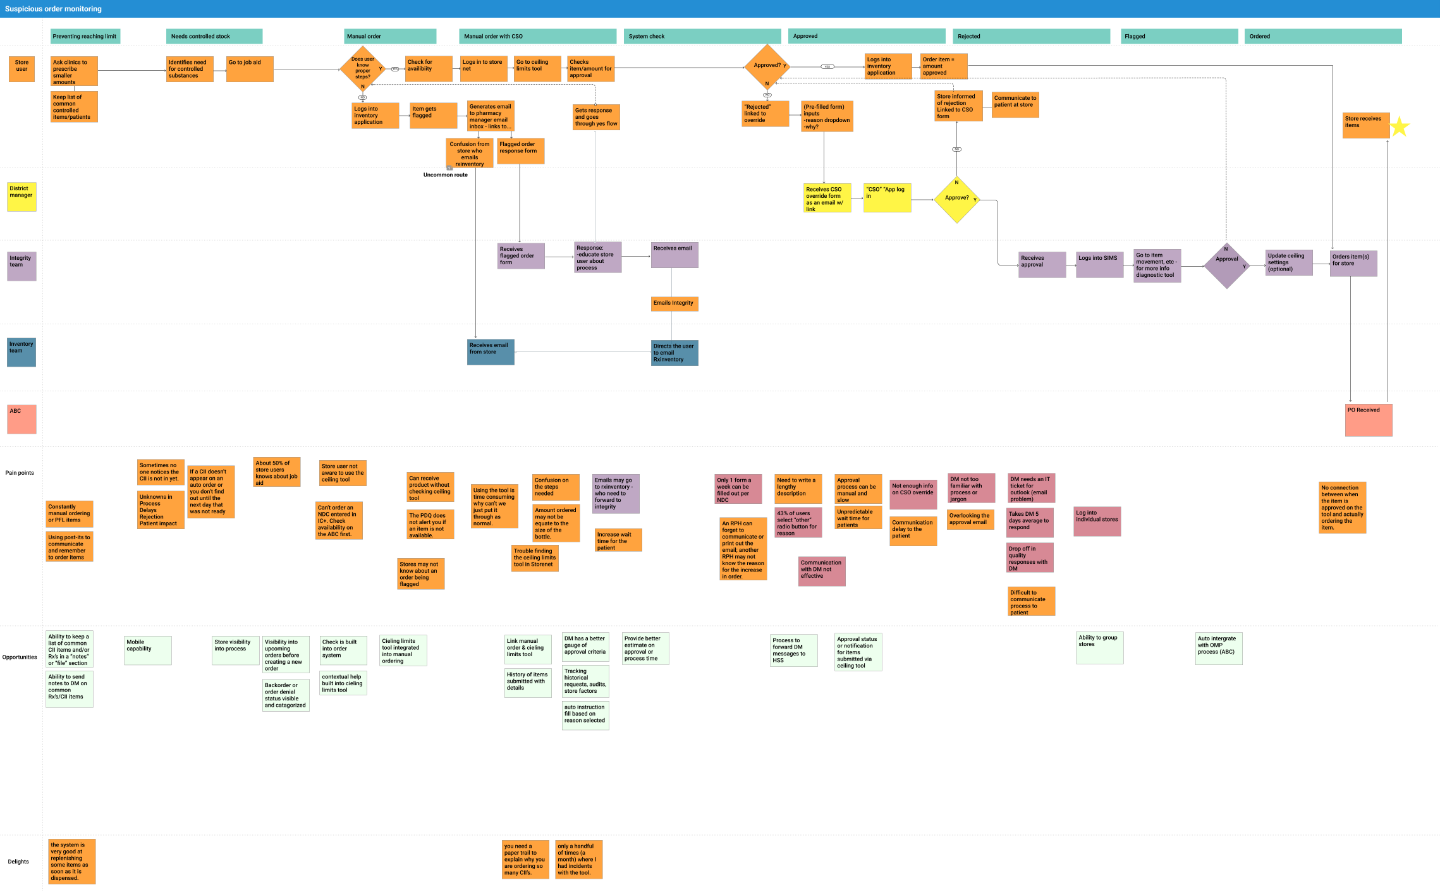 Suspicious order monitoring
Preventing reaching limit
Needs controlled stock
Manual order
Manual order with CSO
System check
Approved
Rejected
Flagged
Ordered
Store
user
Ask clinics to
prescribe
smaller
amounts
Keep list of
common
controlled
items/patients
Identifies need
for controlled
substances
Go to job aid
Does user
know
proper
steps?
Y
N
Check for
availiblity
Logs in to store
net
Go to ceiling
limits tool
Checks
item/amount for
approval
Logs into
Inventory
application
Item gets
flagged
Generates email
to pharmacy
manager email
inbox - links to...
Gets response
and goes
through yes flow
Confusion from
store who
emails
reinventory
Flagged order
response form
Uncommon route
Approved?
Y
N
Logs into
inventory
application
Order item =
amount
approved
"Rejected"
linked to
override
(Pre-filled form)
inputs
-reason dropdown
-why?
Store informed
of rejection
Linked to CSO
form
Communicate to
patient at store
Store receives
items
District
manager
Receives CSO
override form
as an email w/
link
"CSO" "App log
in
N
Approve?
Y
Integrity
team
Receives
flagged order
form
Response:
-educate store
user about
process
Receives email
Receives
approval
Logs into SIMS
Go to item
movement, etc -
for more info
diagnostic tool
N
Approval
Y
Update ceiling
settings
(optional)
Orders item(s)
for store
Emails Integrity
Inventory
team
Receives email
from store
Directs the user
to email
Rxinventory
ABC
PO Received
Pain points
Constantly
manual ordering
or PFL items
Using post-its to
communicate and
remember to
order items
Sometimes no
one notices the
CII is not in yet.
Unknowns in
Process
Delays
Rejection
Patient impact
If a CII doesn't
appear on an
auto order or
you don't find
out until the
next day that
was not ready
About 50% of
store users
knows about job
aid
Store user not
aware to use the
ceiling tool
Can't order on
NDC entered in
IC+. Check
availability on
the ABC first.
Can receive
product without
checking ceiling
tool
The PDQ does
not alert you if
an item is not
available.
Stores may not
know about an
order being
flagged
Using the tool is
time consuming
why can't we
just put it
through as
normal.
Confusion on
the steps
needed
Amount ordered
may not be
equate to the
size of the
bottle.
Trouble finding
the ceiling limits
tool in Storenet
Emails may go
to rxinventory -
who need to
forward to
integrity
Increase wait
time for the
patient
Only 1 form a
week can be
filled out per
NDC
An RPH can
forget to
communicate or
print out the
email, another
RPH may not
know the reason
for the increase
in order.
Need to write a
lengthy
description
43% of users
select "other"
radio button for
reason
Communication
with DM not
effective
Approval
process can be
manual and
slow
Unpredictable
wait time for
patients
Not enough info
on CSO override
Communication
delay to the
patient
DM not too
familiar with
process or
jargon
Overlooking the
approval email
DM needs an IT
ticket for
outlook (email
problem)
Takes DM 5
days average to
respond
Drop off in
quality
responses with
DM
Difficult to
communicate
process to
patient
Log into
individual stores
No connection
between when
the item is
approved on the
tool and actually
ordering the
item.
Opportunities
Ability to keep a
list of common
CII items and/or
Rx's in a "notes"
or "file" section
Ability to send
notes to DM on
common
Rx's/CII items
Mobile
capability
Store visibility
into process
Visibility into
upcoming
orders before
creating a new
order
Backorder or
order denial
status visible
and catagorized
Check is built
into order
system
contextual help
built into cieling
limits tool
Cieling limits
tool integrated
into manual
ordering
Link manual
order & cieling
limits tool
History of items
submitted with
details
DM has a better
gauge of
approval criteria
Tracking
historical
requests, audits,
store factors
auto instruction
fill based on
reason selected
Provide better
estimate on
approval or
process time
Process to
forward DM
messages to
HSS
Approval status
or notification
for items
submitted via
ceiling tool
Ability to group
stores
Auto intergrate
with OMP
process (ABC)
Delights
the system is
very good at
replenishing
some items as
soon as it is
dispensed.
you need a
paper trail to
explain why you
are ordering so
many CII's.
only a handful
of times (a
month) where I
had incidents
with the tool.